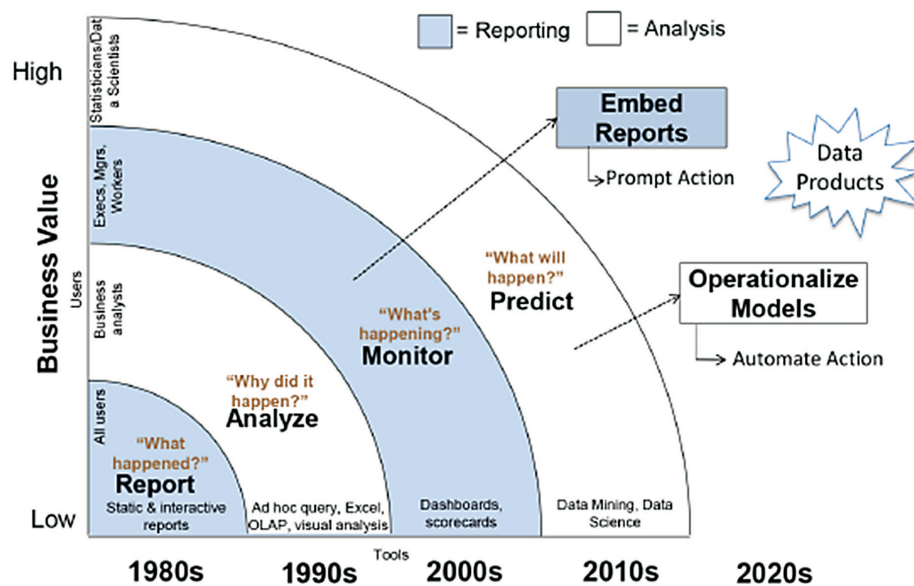 = Reporting
= Analysis
High
Business Value
Low
Users
Statisticians/Dat
a Scientists
Execs, Mgrs,
Workers
Business
analysts
All users
Embed
Reports
Prompt Action
Data
Products
"What will
happen?"
Predict
Operationalize
Models
Automate Action
"What's
happening?"
Monitor
"Why did it
happen?"
Analyze
"What
happened?"
Report
Static & interactive
reports
Ad hoc query, Excel,
OLAP, visual analysis
Dashboards,
scorecards
Data Mining, Data
Science
Tools
1980s
1990s
2000s
2010s
2020s